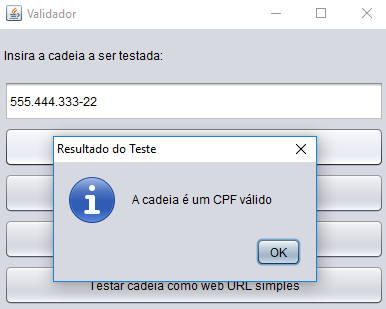 Validador
Insira a cadeia a ser testada:
555.444.333-22
Resultado do Teste
A cadeia é um CPF válido
OK
Testar cadeia como web URL simples